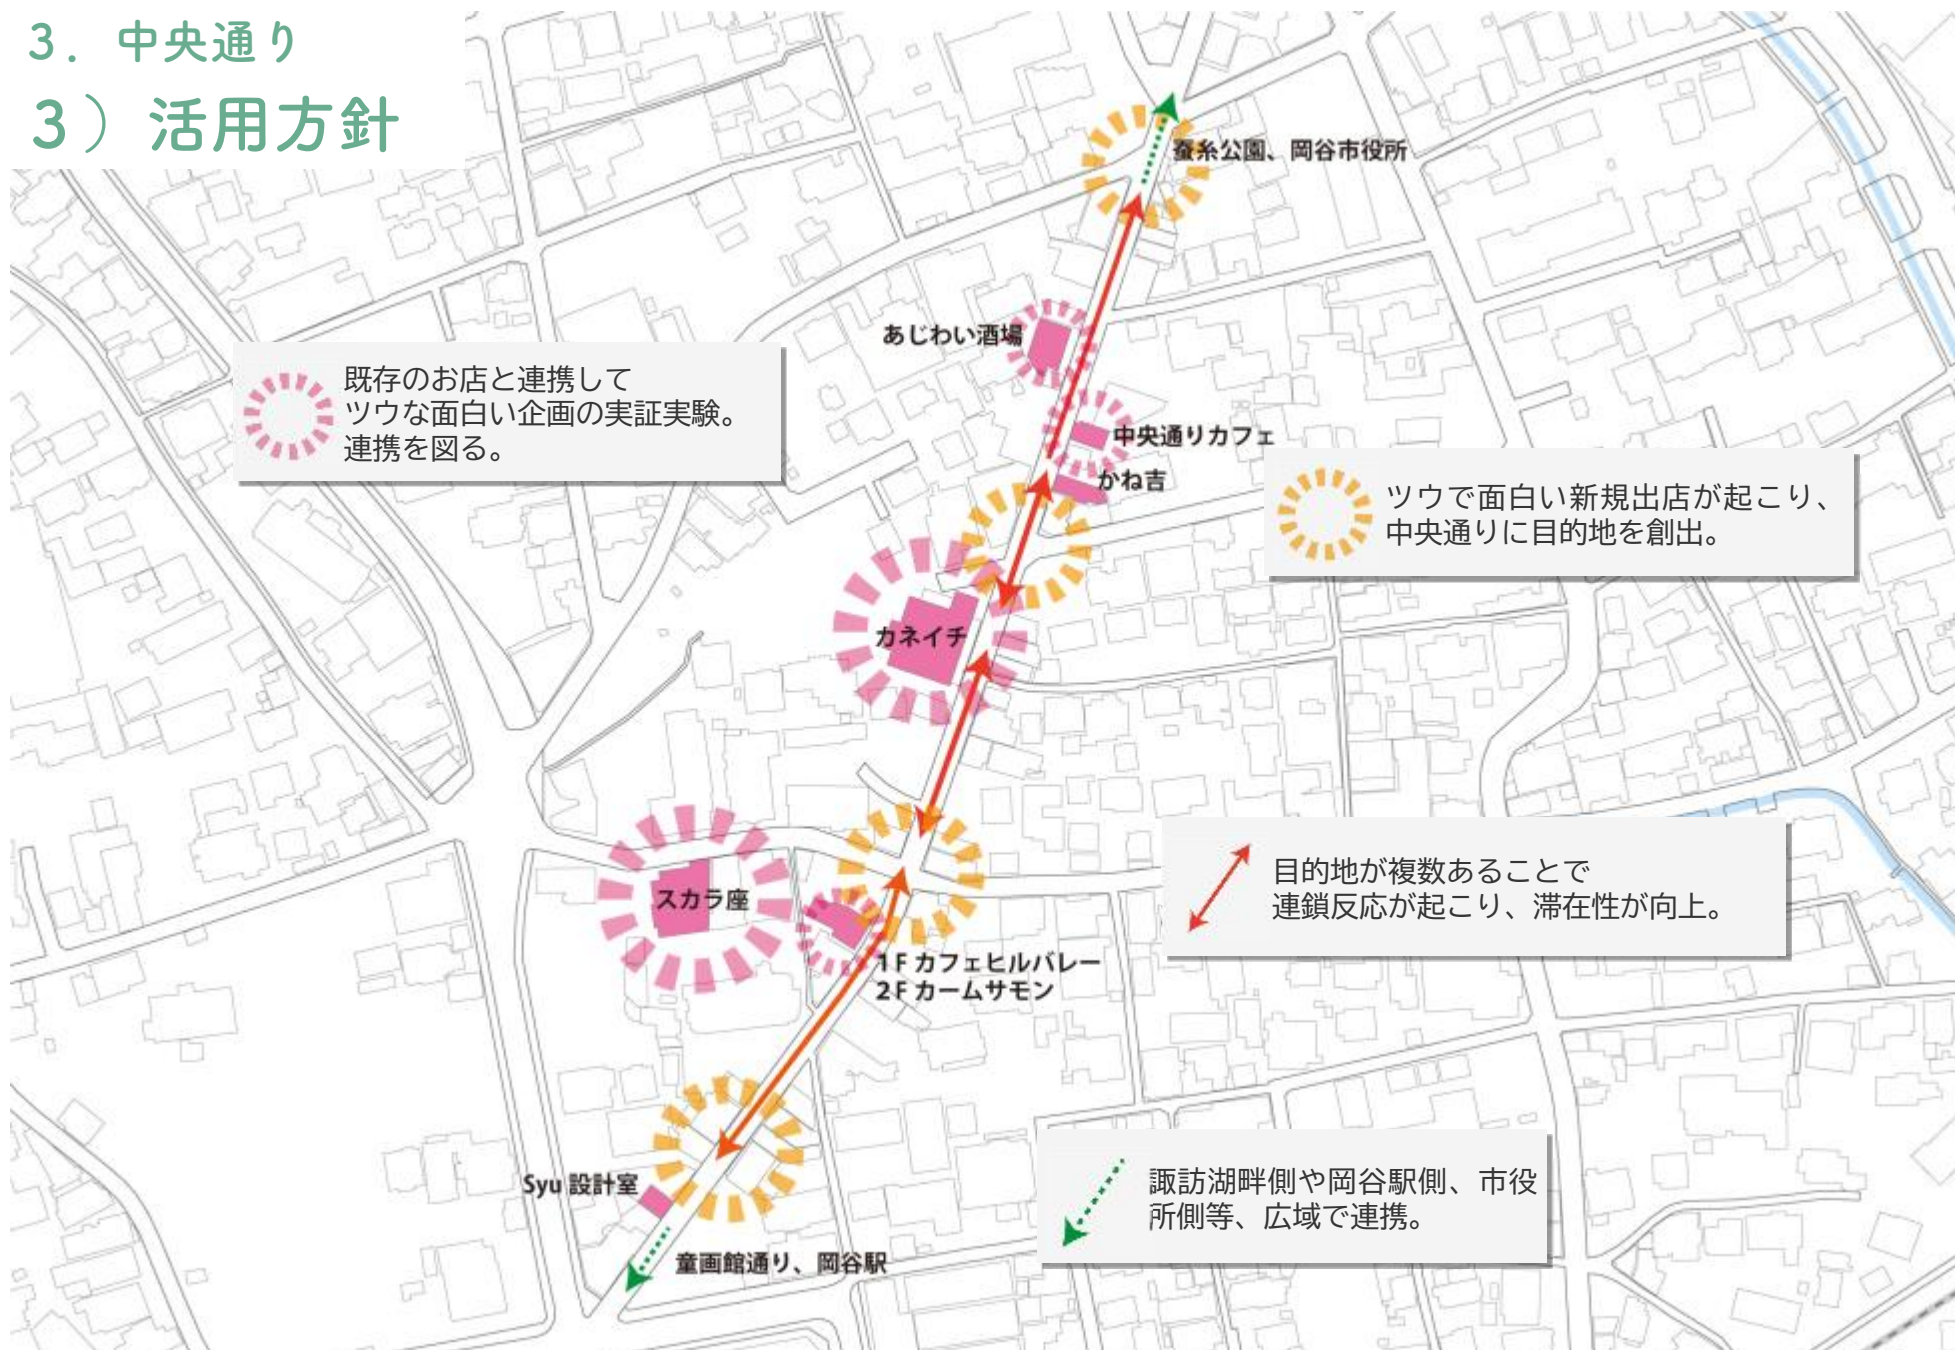 3．中央通り
3）活用方針
蚕糸公園、岡谷市役所
あじわい酒場
既存のお店と連携して
ツウな面白い企画の実証実験。
連携を図る。
中央通りカフェ
かね吉
ツウで面白い新規出店が起こり、
中央通りに目的地を創出。
カネイチ
目的地が複数あることで
連鎖反応が起こり、滞在性が向上。
スカラ座
1F カフェヒルバレー
2F カームサモン
Syu 設計室
諏訪湖畔側や岡谷駅側、市役
所側等、広域で連携。
童画館通り、岡谷駅